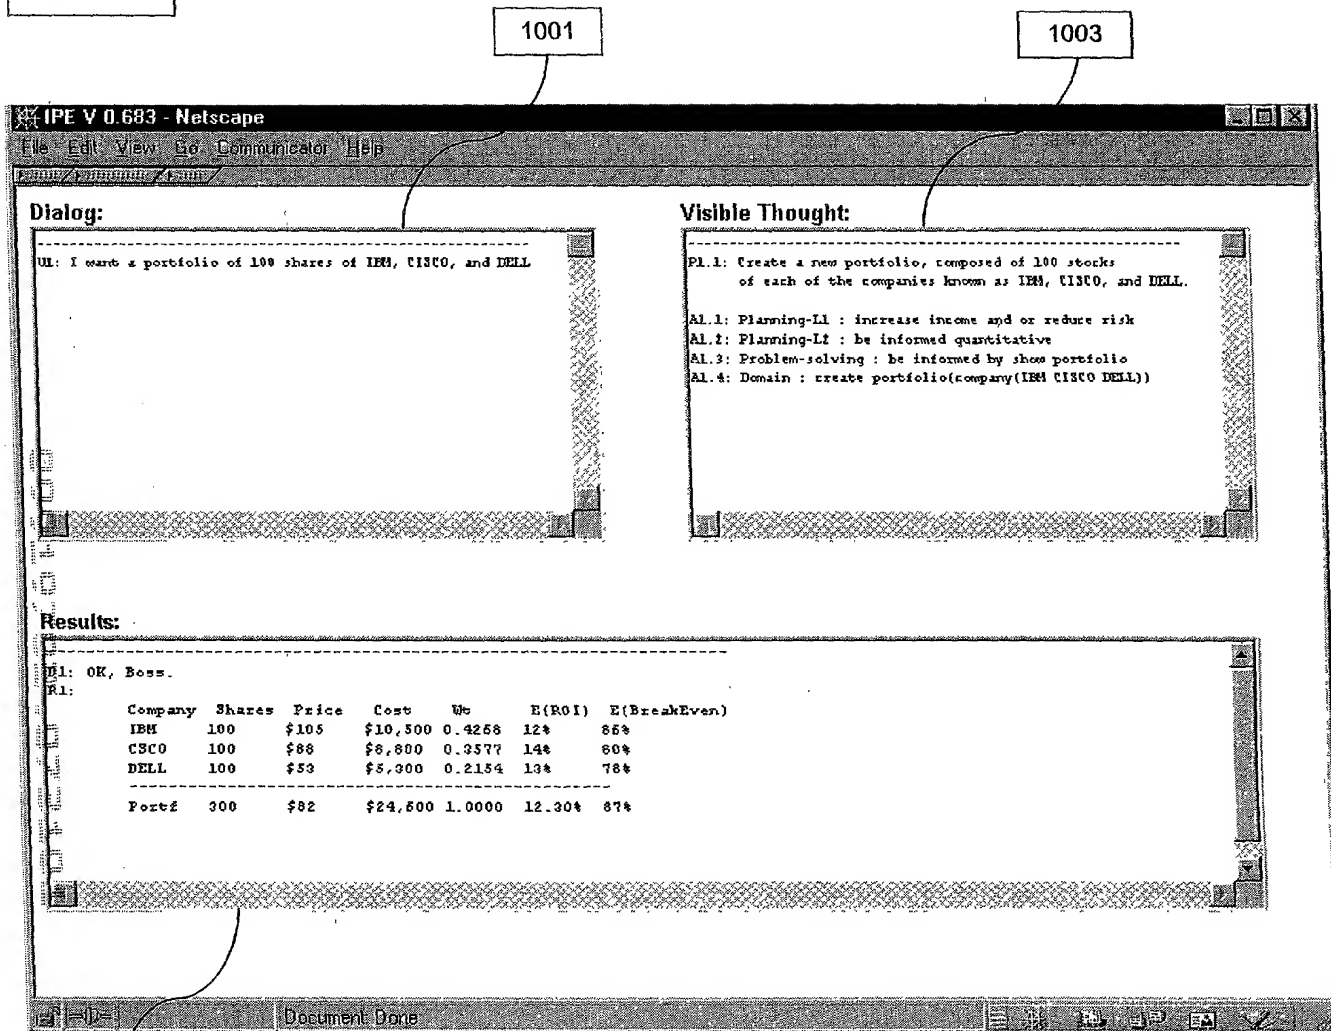 1001
1003
IPE V 0.683 - Netscape
File Edit View Go Communicator Help
Dialog:
U1: I want a portfolio of 100 shares of IBM, CISCO, and DELL
Visible Thought:
P1.1: Create a new portfolio, composed of 100 stocks
of each of the companies known as IBM, CISCO, and DELL.
A1.1: Planning-L1 : increase income and or reduce risk
A1.2: Planning-L2 : be informed quantitative
A1.3: Problem-solving : be informed by show portfolio
A1.4: Domain : create portfolio(company(IBM CISCO DELL))
Results:
D1: OK, Boss.
R1:
Company Shares Price Cost Wt E(ROI) E(BreakEven)
IBM 100 $105 $10,500 0.4268 12%
CSCO 100 $88 $8,800 0.3577 14% 80%
DELL 100 $53 $5,300 0.2154 13% 78%
Portf 300 $82 $24,600 1.0000 12.30% 87%
Document: Done